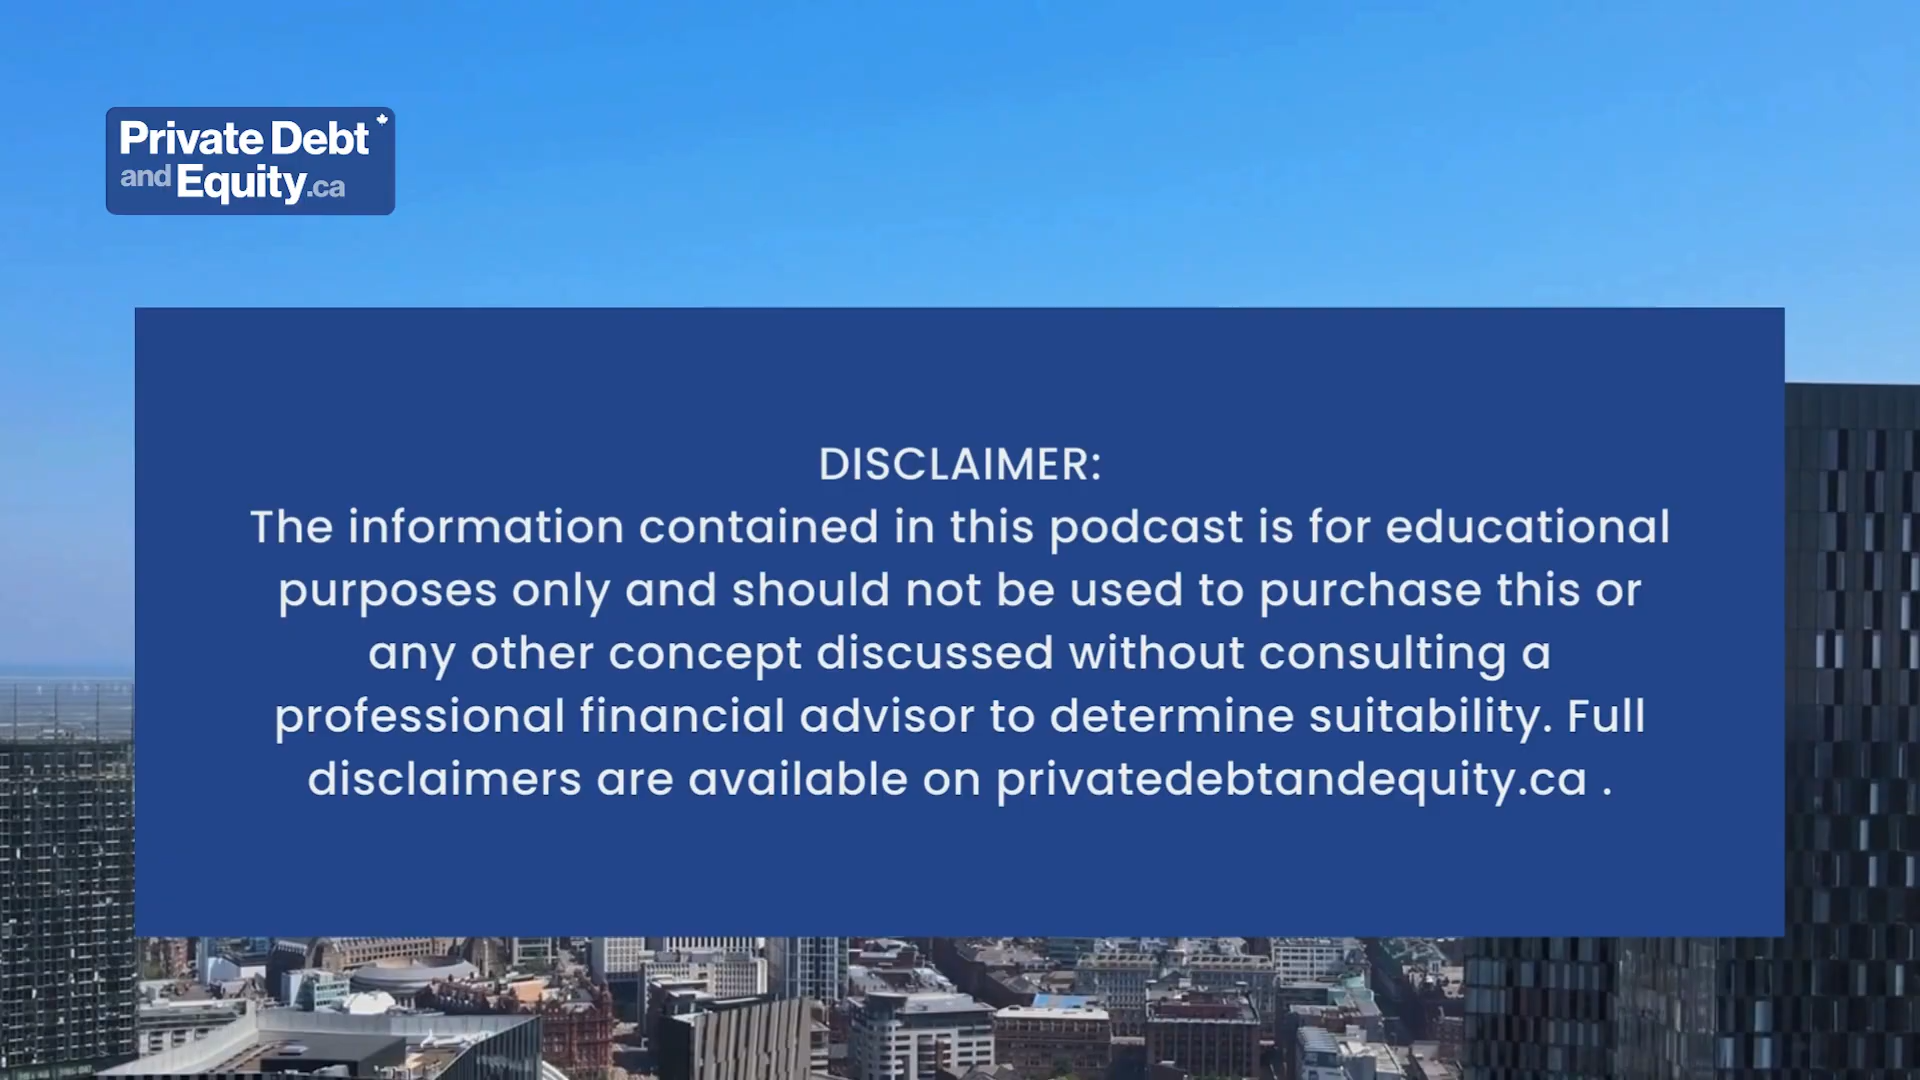 Private Debt
and Equity.ca
DISCLAIMER:
The information contained in this podcast is for educational
purposes only and should not be used to purchase this or
any other concept discussed without consulting a
professional financial advisor to determine suitability. Full
disclaimers are available on privatedebtandequity.ca .